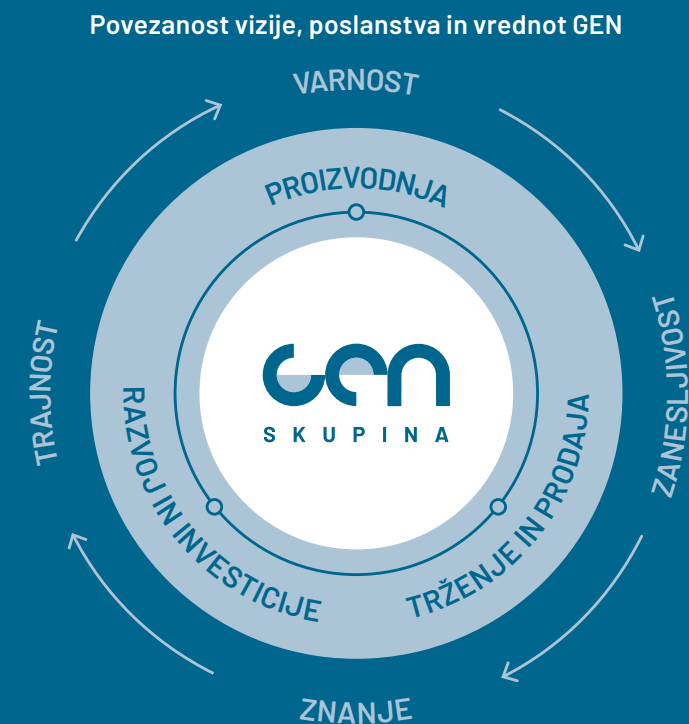 Povezanost vizije, poslanstva in vrednot GEN
VARNOST
PROIZVODNJA
ZANESLJIVOST
TRAJNOST
gen
SKUPINA
RAZVOJ IN INVESTICIJE
TRŽENJE IN PRODAJA
ZNANJE